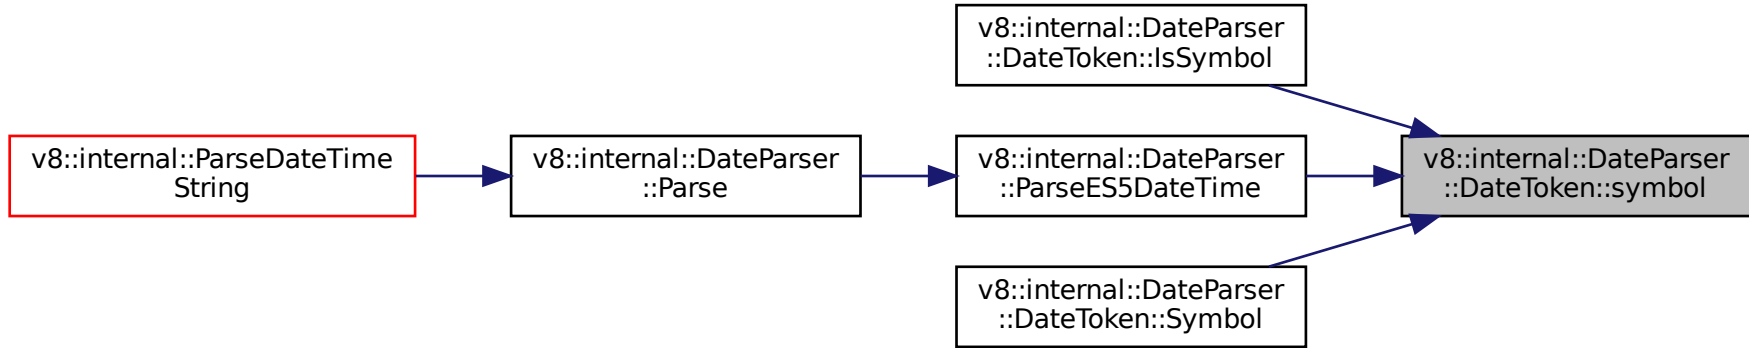 v8::internal::ParseDateTime
String
v8::internal::DateParser
::Parse
v8::internal::DateParser
::DateToken::IsSymbol
v8::internal::DateParser
::ParseES5DateTime
v8::internal::DateParser
::DateToken::Symbol
v8::internal::DateParser
::DateToken::symbol